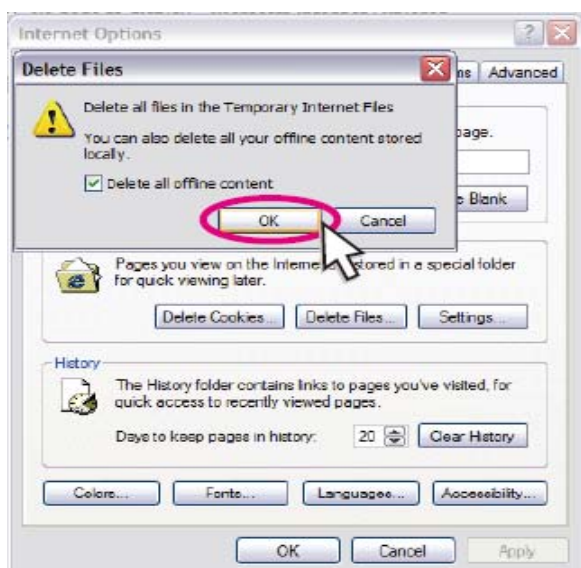 Internet Options
Delete Files
Advanced
Delete all files in the Temporary Internet Files
You can also delete all your offline content stored
locally.
Delete all offline content
OK Cancel
page.
Blank
Pages you view on the Internet stored in a special folder
for quick viewing later.
Delete Cookies... Delete Files... Settings...
History
The History folder contains links to pages you've visited, for
quick access to recently viewed pages.
Days to keep pages in history: 20 Clear History
Colors... Fonts... Languages... Accessibility...
OK Cancel Apply